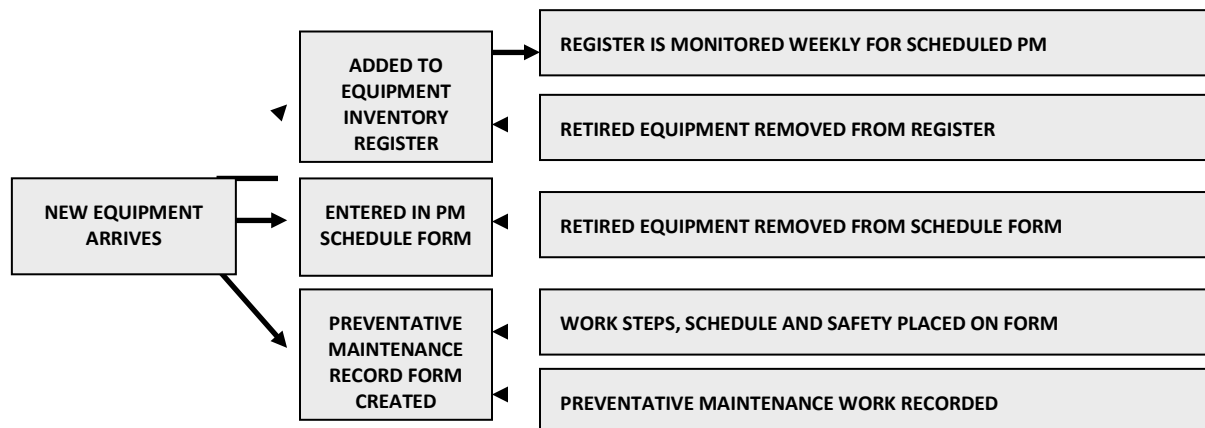 REGISTER IS MONITORED WEEKLY FOR SCHEDULED PM
ADDED TO
EQUIPMENT
INVENTORY
REGISTER
RETIRED EQUIPMENT REMOVED FROM REGISTER
NEW EQUIPMENT
ARRIVES
ENTERED IN PM
SCHEDULE FORM
RETIRED EQUIPMENT REMOVED FROM SCHEDULE FORM
PREVENTATIVE
MAINTENANCE
RECORD FORM
CREATED
WORK STEPS, SCHEDULE AND SAFETY PLACED ON FORM
PREVENTATIVE MAINTENANCE WORK RECORDED